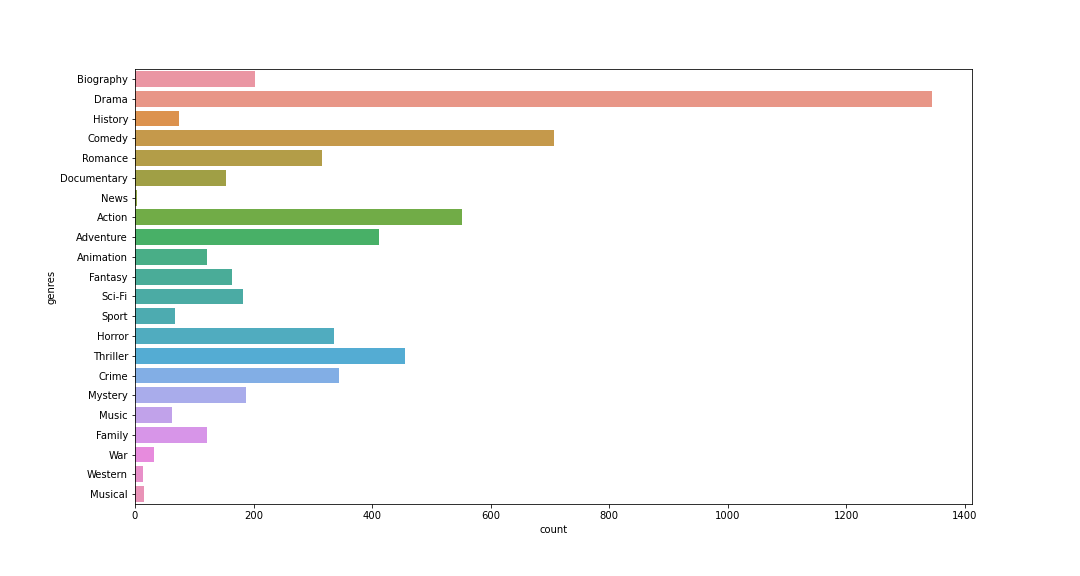 Biography
Drama
History
Comedy
Romance
Documentary
News
Action
Adventure
Animation
Fantasy
genres
Sci-Fi
Sport
Horror
Thriller
Crime
Mystery
Music
Family
War
Western
Musical
0 200 400 600 800 1000 1200 1400
count